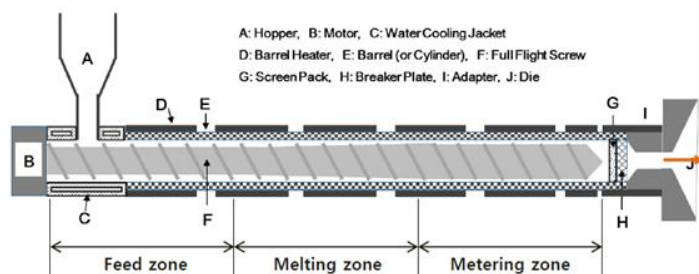 A: Hopper, B: Motor, C: Water Cooling Jacket
D: Barrel Heater, E: Barrel (or Cylinder), F: Full Flight Screw
G: Screen Pack, H: Breaker Plate, I: Adapter, J: Die
A
D
E
G
I
B
J
C
F
H
Feed zone
Melting zone
Metering zone